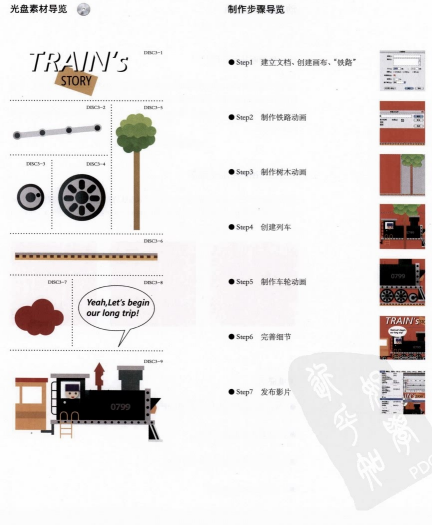 光盘素材导览
DISC3-1
TRAIN's
STORY
DISC3-2
DISC3-5
DISC3-3
DISC3-4
DISC3-6
DISC3-7
DISC3-8
Yeah,Let's begin
our long trip!
DISC3-9
0799
制作步骤导览
● Step1 建立文档、创建画布、“铁路”
● Step2 制作铁路动画
● Step3 制作树木动画
● Step4 创建列车
● Step5 制作车轮动画
0799
● Step6 完善细节
TRAIN's
● Step7 发布影片
PDG